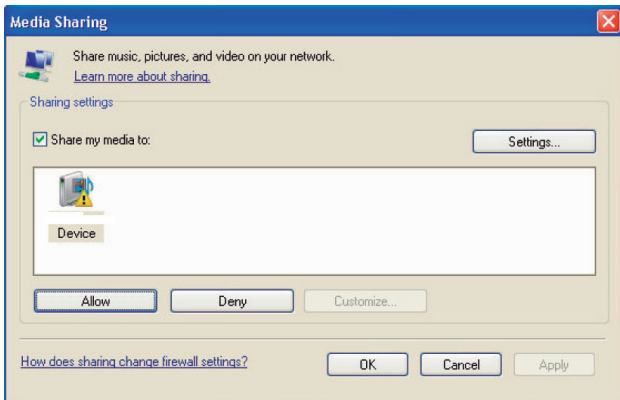 Media Sharing
Share music, pictures, and video on your network.
Learn more about sharing.
Sharing settings
Share my media to:
Settings...
Device
Allow
Deny
Customize...
How does sharing change firewall settings?
OK
Cancel
Apply